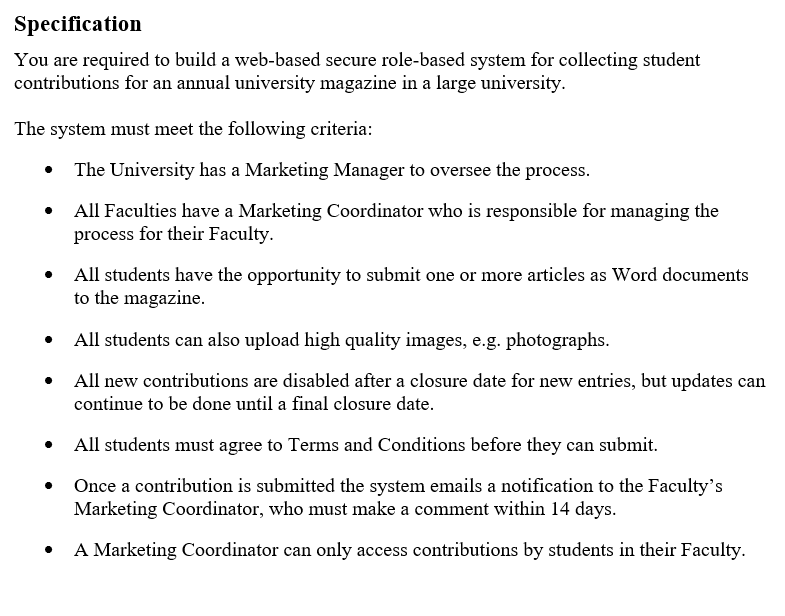 Specification
You are required to build a web-based secure role-based system for collecting student
contributions for an annual university magazine in a large university.
The system must meet the following criteria:
• The University has a Marketing Manager to oversee the process.
• All Faculties have a Marketing Coordinator who is responsible for managing the
process for their Faculty.
• All students have the opportunity to submit one or more articles as Word documents
to the magazine.
• All students can also upload high quality images, e.g. photographs.
• All new contributions are disabled after a closure date for new entries, but updates can
continue to be done until a final closure date.
• All students must agree to Terms and Conditions before they can submit.
• Once a contribution is submitted the system emails a notification to the Faculty’s
Marketing Coordinator, who must make a comment within 14 days.
• A Marketing Coordinator can only access contributions by students in their Faculty.